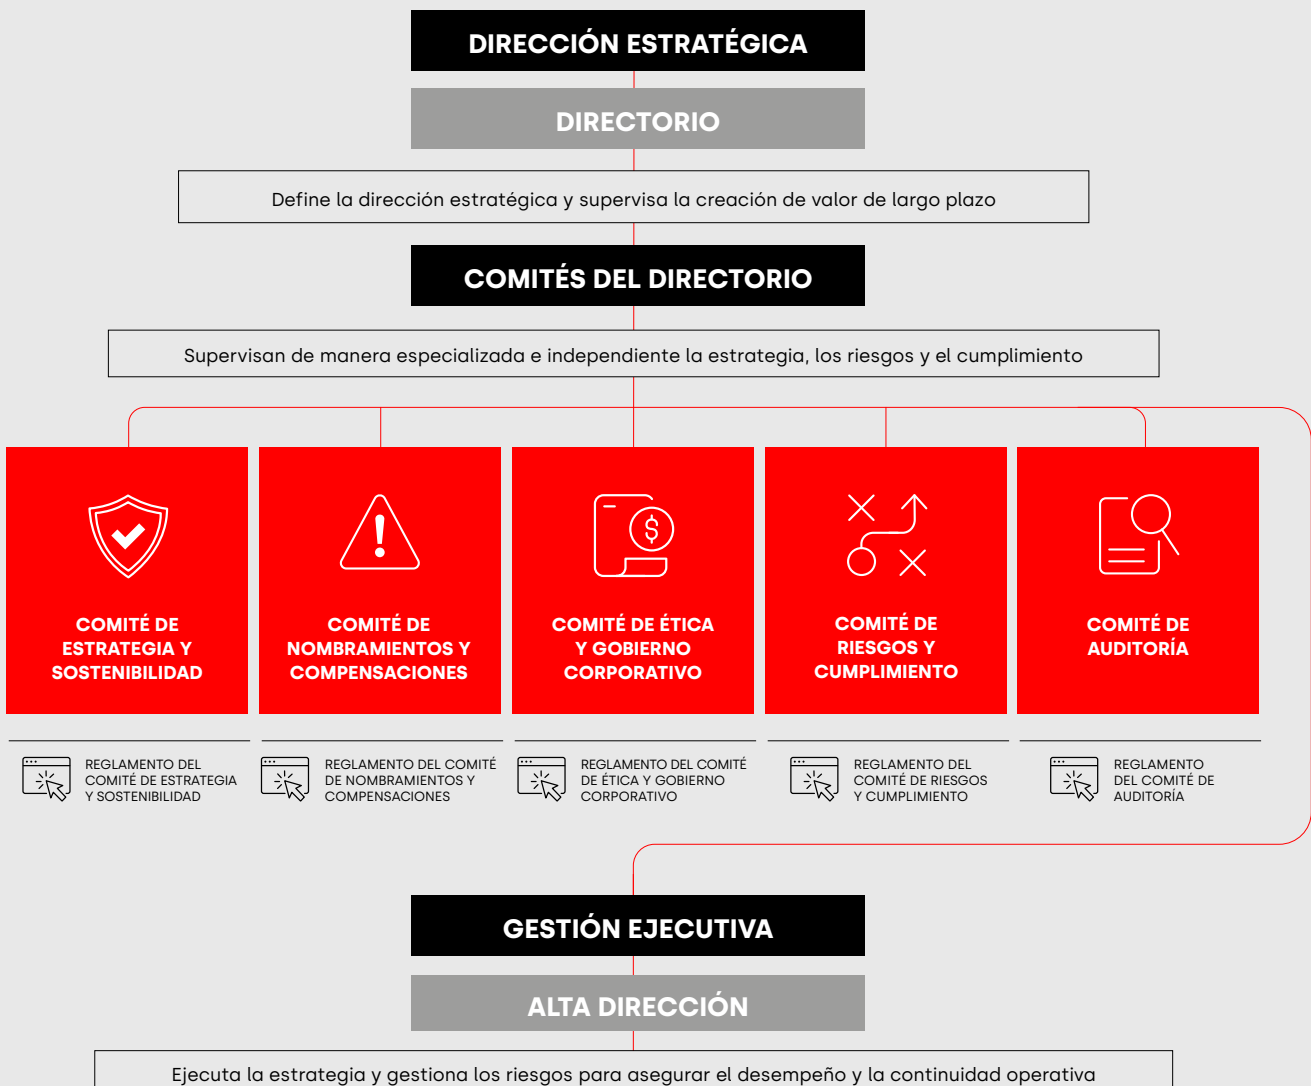 DIRECCIÓN ESTRATÉGICA
DIRECTORIO
Define la dirección estratégica y supervisa la creación de valor de largo plazo
COMITÉS DEL DIRECTORIO
Supervisan de manera especializada e independiente la estrategia, los riesgos y el cumplimiento
COMITÉ DE
ESTRATEGIA Y
SOSTENIBILIDAD
COMITÉ DE
NOMBRAMIENTOS Y
COMPENSACIONES
COMITÉ DE ÉTICA
Y GOBIERNO
CORPORATIVO
COMITÉ DE
RIESGOS Y
CUMPLIMIENTO
COMITÉ DE
AUDITORÍA
REGLAMENTO DEL
COMITÉ DE ESTRATEGIA
Y SOSTENIBILIDAD
REGLAMENTO DEL COMITÉ
DE NOMBRAMIENTOS Y
COMPENSACIONES
REGLAMENTO DEL COMITÉ
DE ÉTICA Y GOBIERNO
CORPORATIVO
REGLAMENTO DEL
COMITÉ DE RIESGOS
Y CUMPLIMIENTO
REGLAMENTO
DEL COMITÉ DE
AUDITORÍA
GESTIÓN EJECUTIVA
ALTA DIRECCIÓN
Ejecuta la estrategia y gestiona los riesgos para asegurar el desempeño y la continuidad operativa